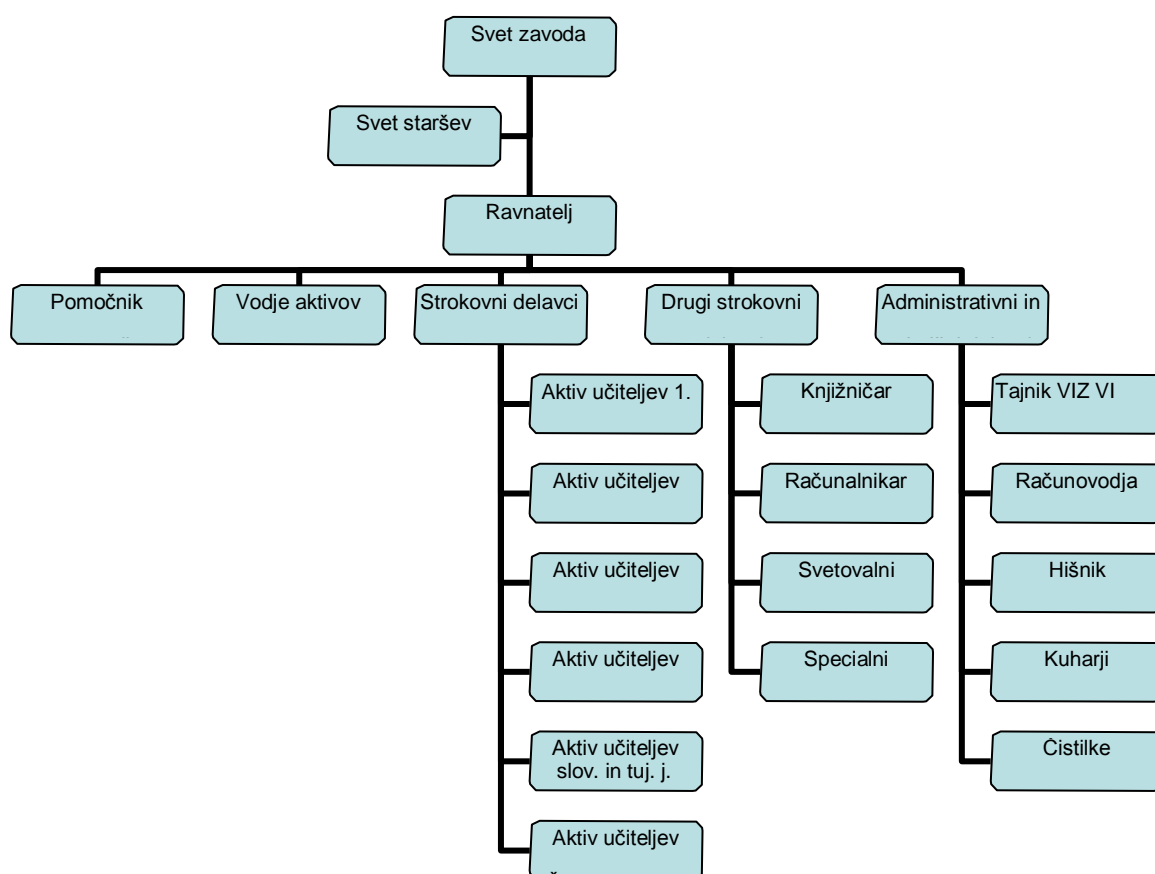 Svet zavoda
Svet staršev
Ravnatelj
Pomočnik
Vodje aktivov
Strokovni delavci
Drugi strokovni
Administrativni in
Aktiv učiteljev 1.
Aktiv učiteljev
Aktiv učiteljev
Aktiv učiteljev
Aktiv učiteljev
slov. in tuj. j.
Aktiv učiteljev
Knjižničar
Računalnikar
Svetovalni
Specialni
Tajnik VIZ VI
Računovodja
Hišnik
Kuharji
Čistilke